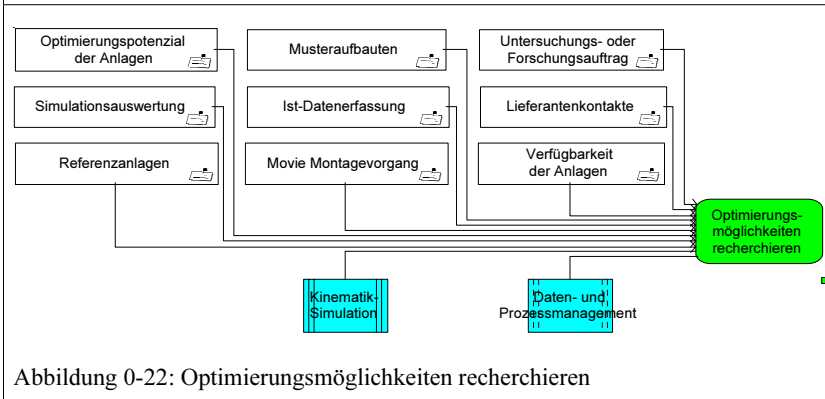 Optimierungspotenzial
der Anlagen
Musteraufbauten
Untersuchungs- oder
Forschungsauftrag
Simulationsauswertung
Ist-Datenerfassung
Lieferantenkontakte
Referenzanlagen
Movie Montagevorgang
Verfügbarkeit
der Anlagen
Optimierungs-
möglichkeiten
recherchieren
Kinematik-
Simulation
Daten- und
Prozessmanagement
Abbildung 0-22: Optimierungsmöglichkeiten recherchieren